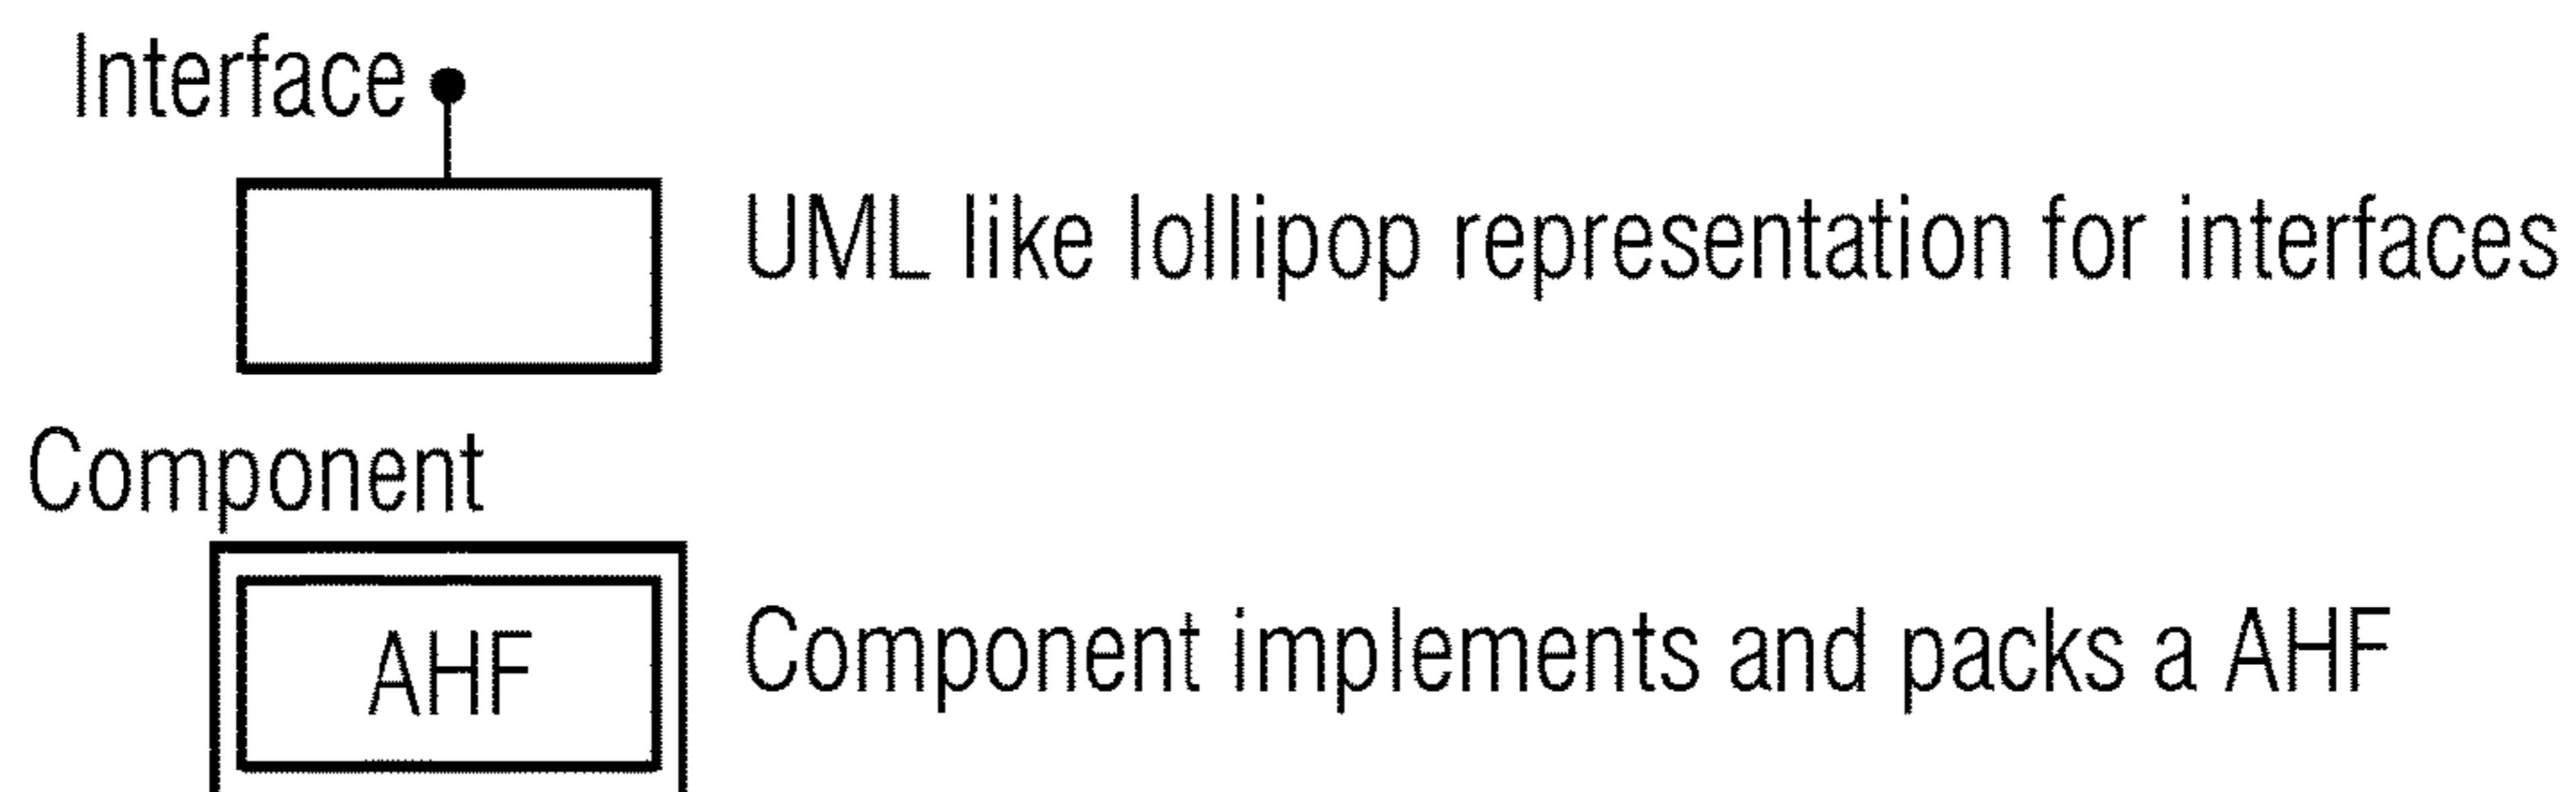 Interface
UML like lollipop representation for interfaces
Component
AHF
Component implements and packs a AHF